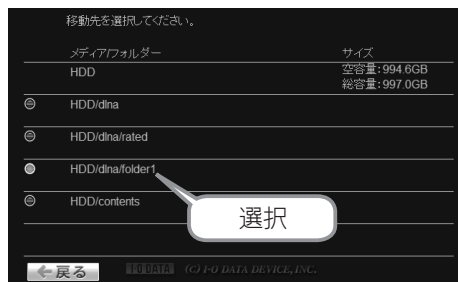 移動先を選択してください。
メディア/フォルダー サイズ
HDD 空容量:994.6GB
総容量:997.0GB
HDD/dlna
HDD/dlna/rated
HDD/dlna/folder1
HDD/contents
選択
←戻る I-O DATA (C) I-O DATA DEVICE, INC.